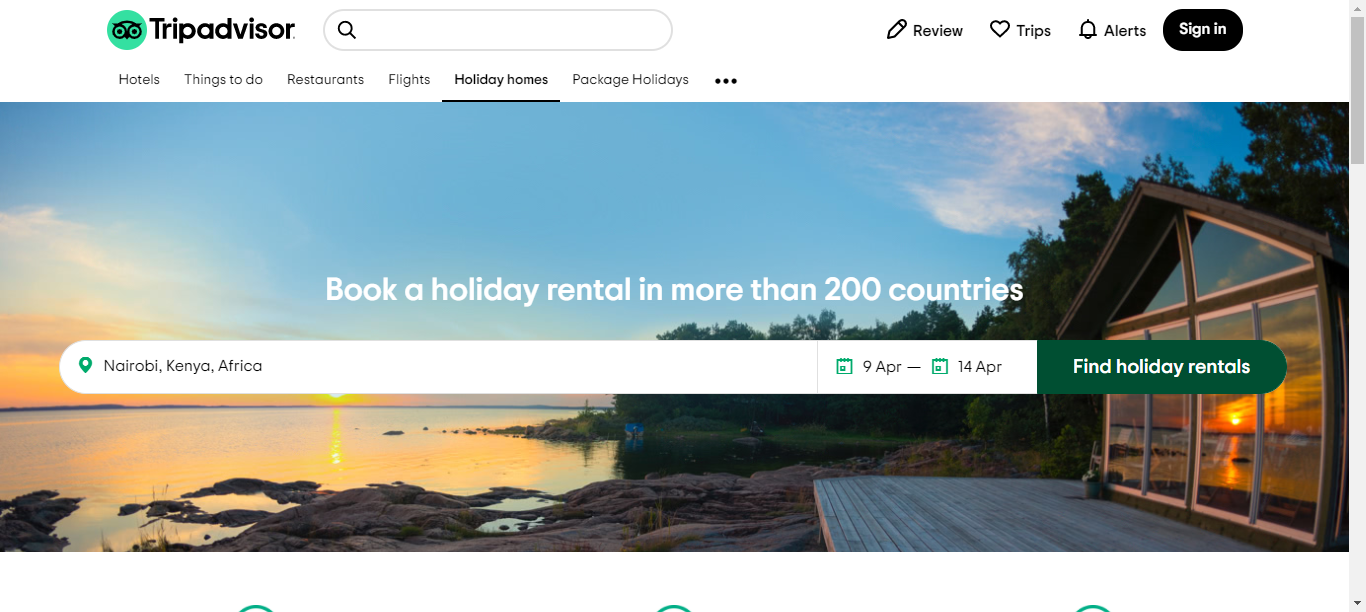 Tripadvisor
Review
Trips
Alerts
Sign in
Hotels
Things to do
Restaurants
Flights
Holiday homes
Package Holidays
Book a holiday rental in more than 200 countries
Nairobi, Kenya, Africa
9 Apr —
14 Apr
Find holiday rentals